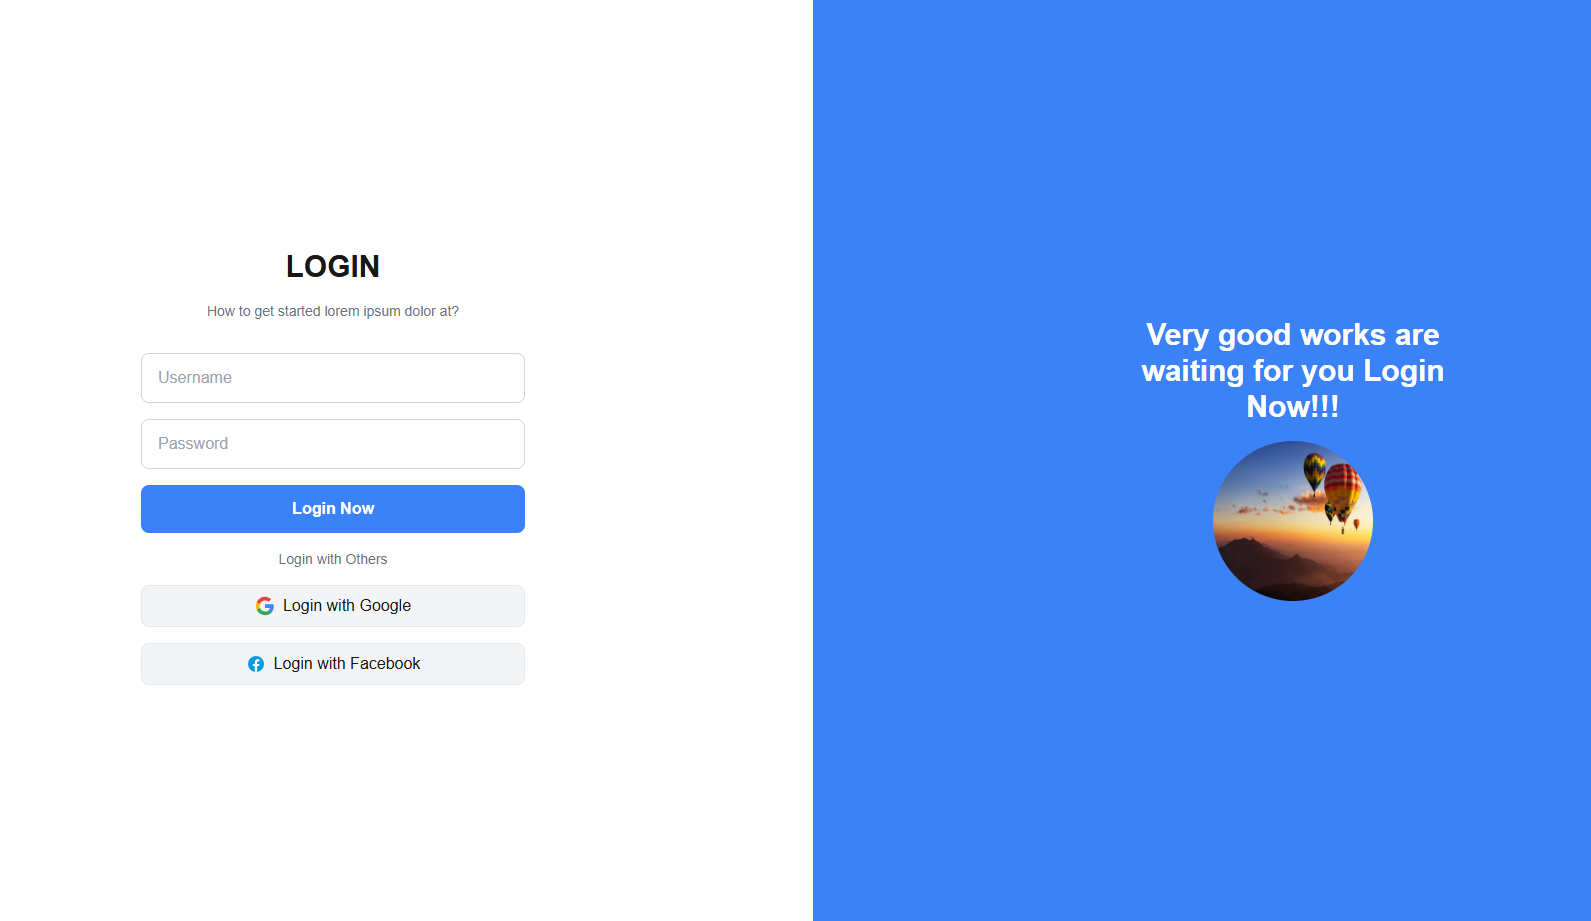 LOGIN
How to get started lorem ipsum dolor at?
Username
Password
Login Now
Login with Others
Login with Google
Login with Facebook
Very good works are
waiting for you Login
Now!!!